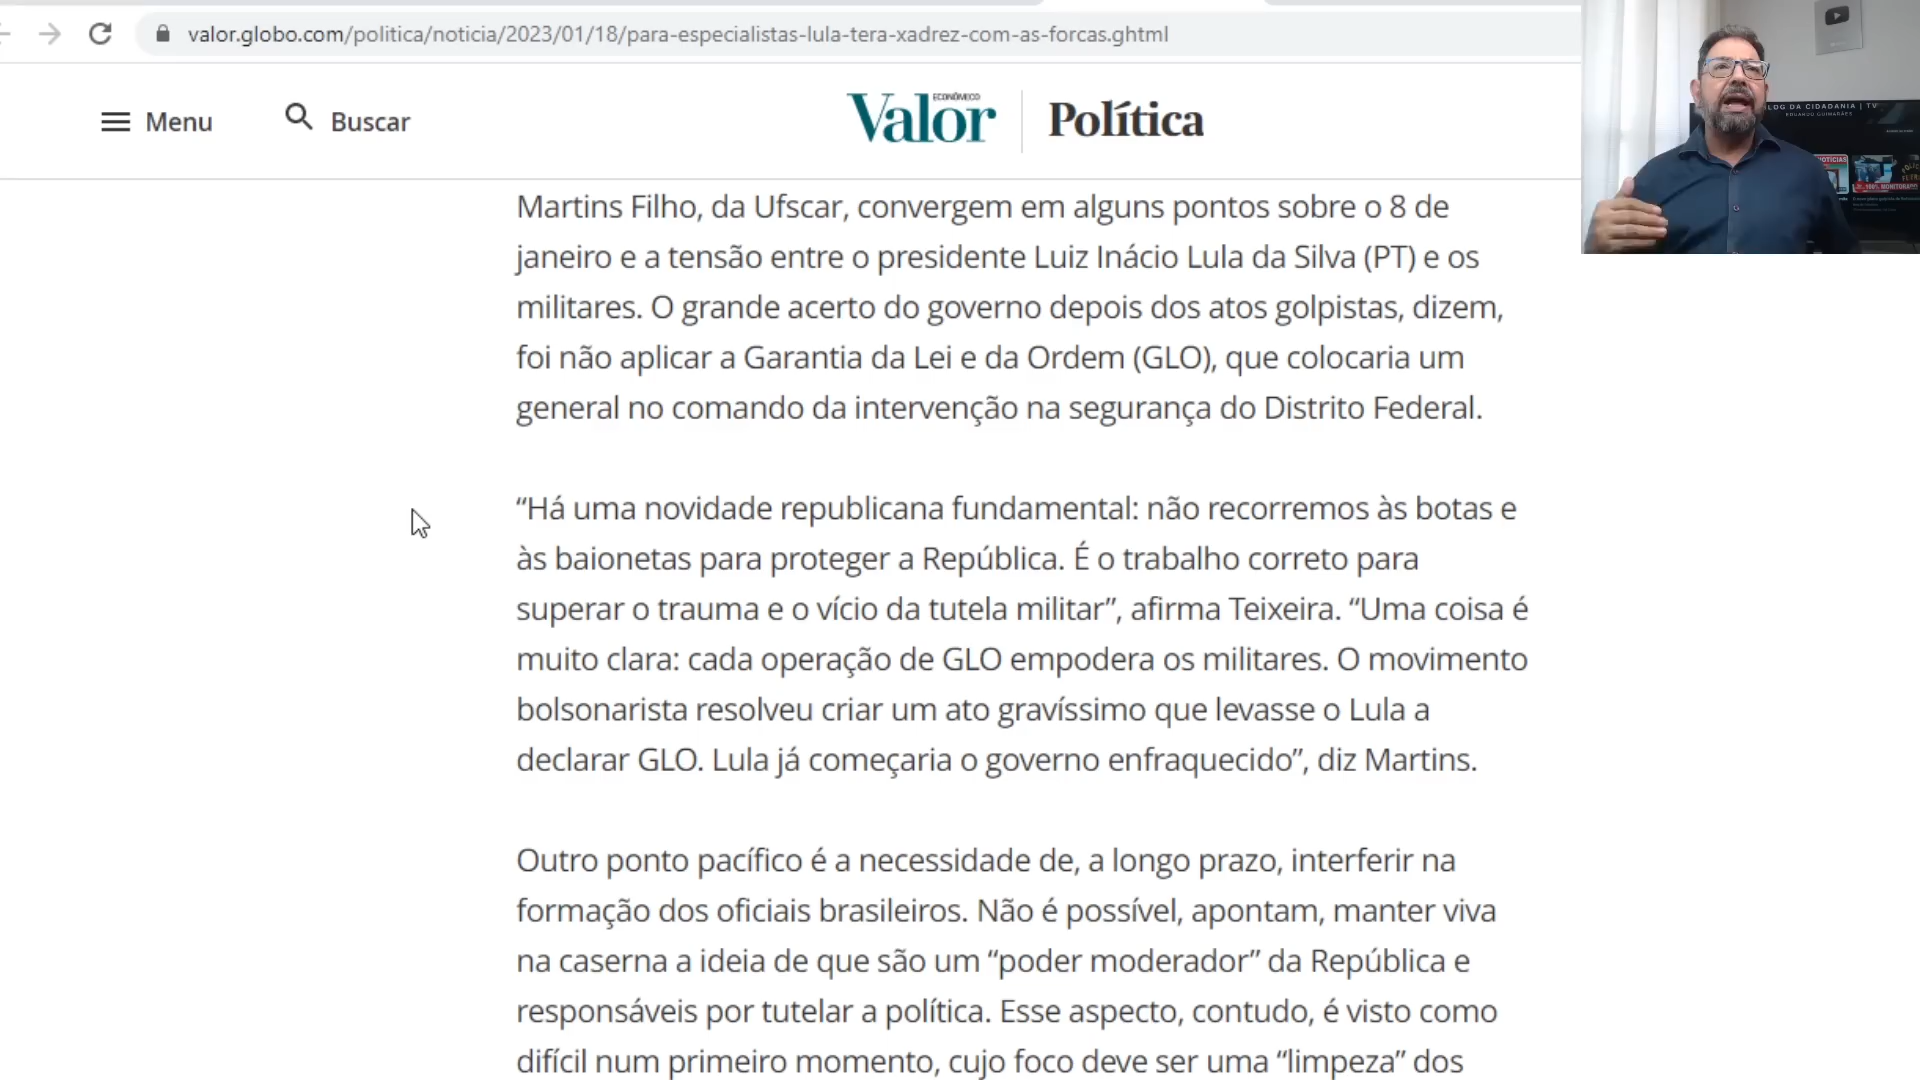 valor.globo.com/politica/noticia/2023/01/18/para-especialistas-lula-tera-xadrez-com-as-forcas.ghtml
Menu
Buscar
Valor
ECONÔMICO
Política
LOG DA CIDADANIA | TV
EDUARDO GUIMARÃES
Martins Filho, da Ufscar, convergem em alguns pontos sobre o 8 de
janeiro e a tensão entre o presidente Luiz Inácio Lula da Silva (PT) e os
militares. O grande acerto do governo depois dos atos golpistas, dizem,
foi não aplicar a Garantia da Lei e da Ordem (GLO), que colocaria um
general no comando da intervenção na segurança do Distrito Federal.
“Há uma novidade republicana fundamental: não recorremos às botas e
às baionetas para proteger a República. É o trabalho correto para
superar o trauma e o vício da tutela militar”, afirma Teixeira. “Uma coisa é
muito clara: cada operação de GLO empodera os militares. O movimento
bolsonarista resolveu criar um ato gravíssimo que levasse o Lula a
declarar GLO. Lula já começaria o governo enfraquecido”, diz Martins.
Outro ponto pacífico é a necessidade de, a longo prazo, interferir na
formação dos oficiais brasileiros. Não é possível, apontam, manter viva
na caserna a ideia de que são um “poder moderador” da República e
responsáveis por tutelar a política. Esse aspecto, contudo, é visto como
difícil num primeiro momento, cujo foco deve ser uma “limpeza” dos